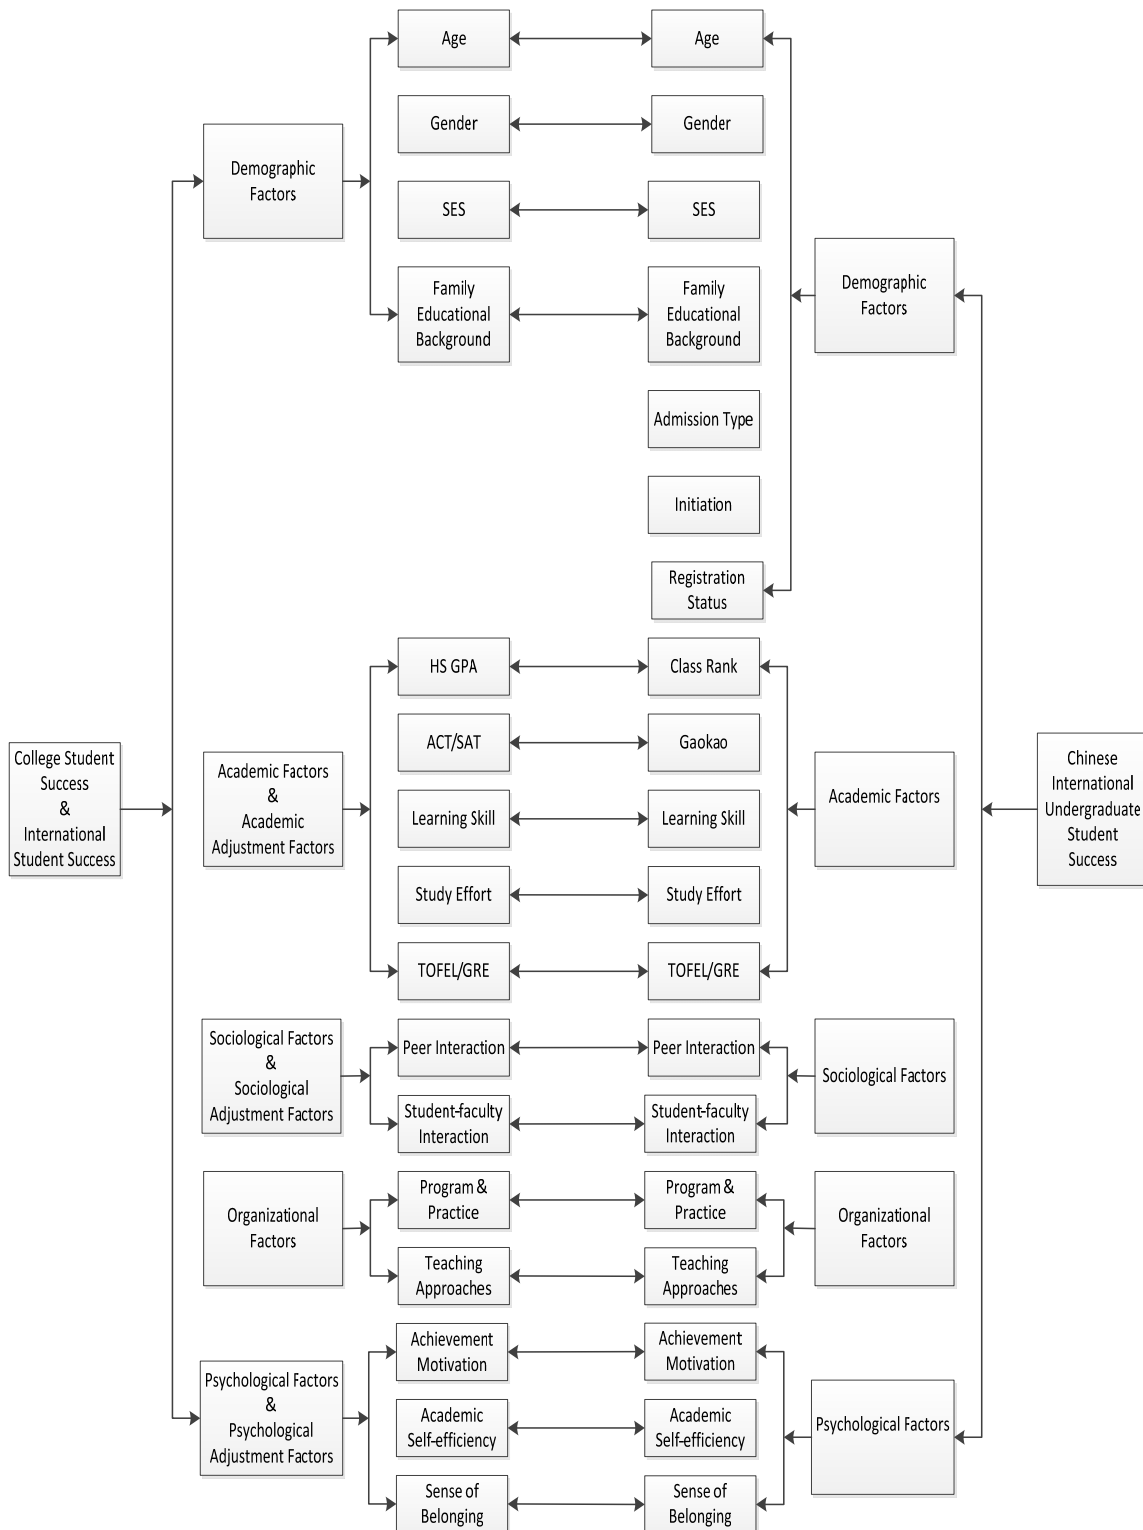 Age
Age
Gender
Gender
Demographic
Factors
SES
SES
Family
Educational
Background
Family
Educational
Background
Demographic
Factors
Admission Type
Initiation
Registration
Status
HS GPA
Class Rank
College Student
Success
&
International
Student Success
Academic Factors
&
Academic
Adjustment Factors
ACT/SAT
Gaokao
Learning Skill
Learning Skill
Academic Factors
Chinese
International
Undergraduate
Student
Success
Study Effort
Study Effort
TOFEL/GRE
TOFEL/GRE
Sociological Factors
&
Sociological
Adjustment Factors
Peer Interaction
Peer Interaction
Sociological Factors
Student-faculty
Interaction
Student-faculty
Interaction
Organizational
Factors
Program &
Practice
Program &
Practice
Organizational
Factors
Teaching
Approaches
Teaching
Approaches
Achievement
Motivation
Achievement
Motivation
Psychological Factors
&
Psychological
Adjustment Factors
Academic
Self-efficiency
Academic
Self-efficiency
Psychological Factors
Sense of
Belonging
Sense of
Belonging